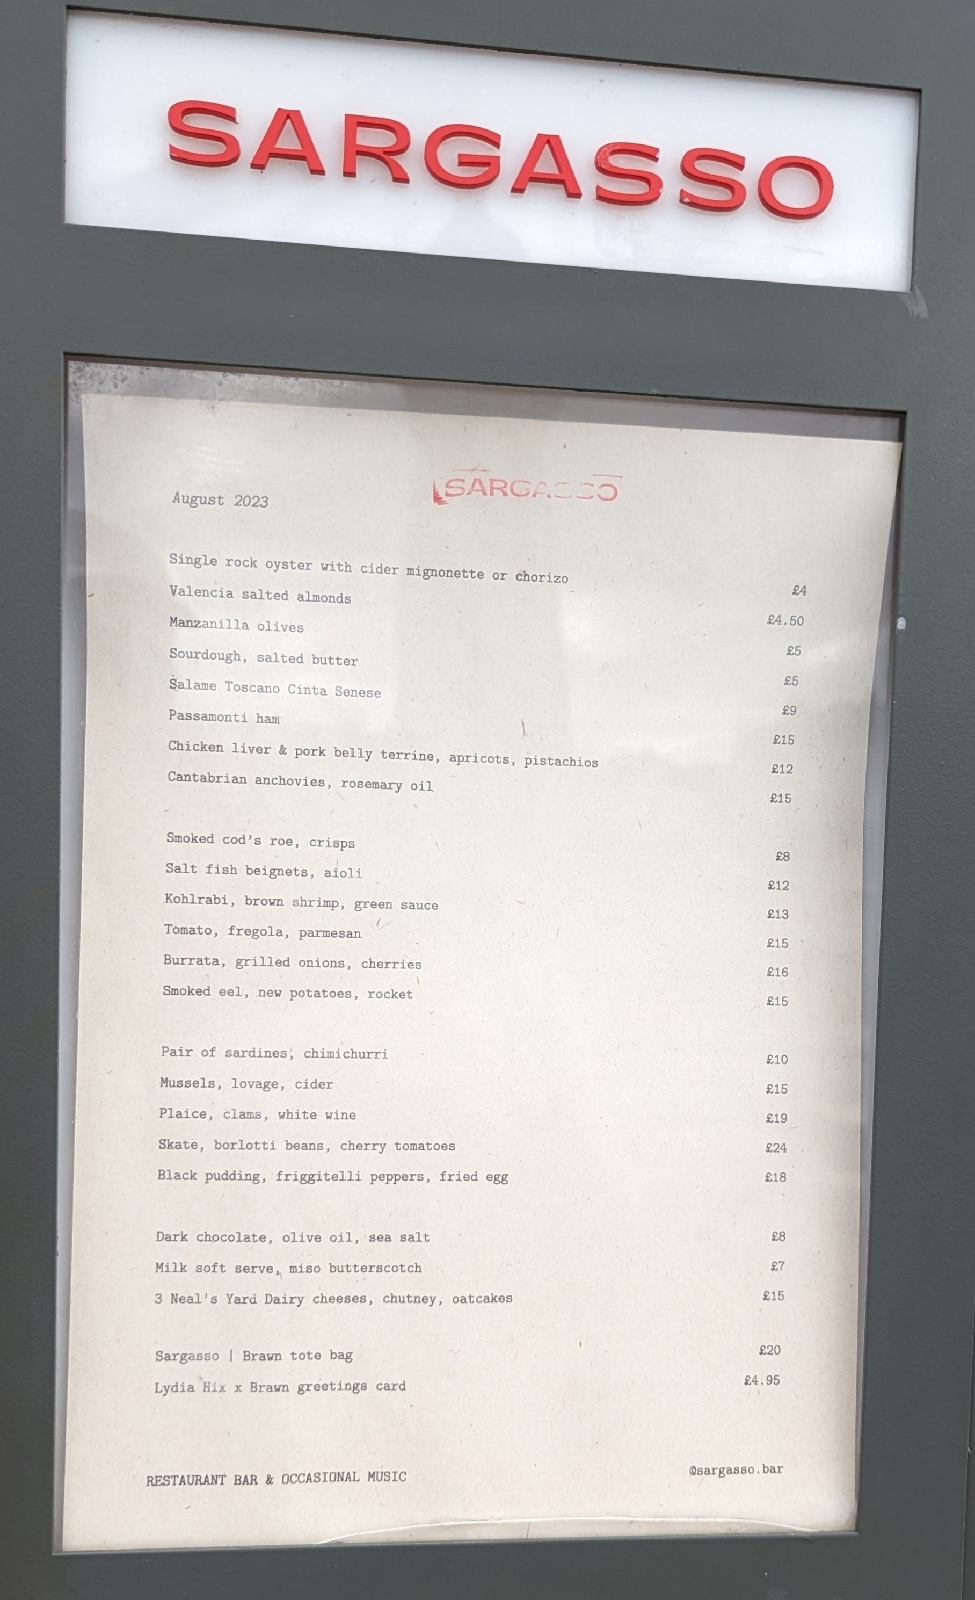 SARGASSO
August 2023
SARGASSO
Single rock oyster with cider mignonette or chorizo £4
Valencia salted almonds £4.50
Manzanilla olives £5
Sourdough, salted butter £5
Salame Toscano Cinta Senese £9
Passamonti ham £15
Chicken liver & pork belly terrine, apricots, pistachios £12
Cantabrian anchovies, rosemary oil £15
Smoked cod's roe, crisps £8
Salt fish beignets, aioli £12
Kohlrabi, brown shrimp, green sauce £13
Tomato, fregola, parmesan £15
Burrata, grilled onions, cherries £16
Smoked eel, new potatoes, rocket £15
Pair of sardines, chimichurri £10
Mussels, lovage, cider £15
Plaice, clams, white wine £19
Skate, borlotti beans, cherry tomatoes £24
Black pudding, friggitelli peppers, fried egg £18
Dark chocolate, olive oil, sea salt £8
Milk soft serve, miso butterscotch £7
3 Neal's Yard Dairy cheeses, chutney, oatcakes £15
Sargasso | Brawn tote bag £20
Lydia Hix x Brawn greetings card £4.95
RESTAURANT BAR & OCCASIONAL MUSIC @sargasso.bar